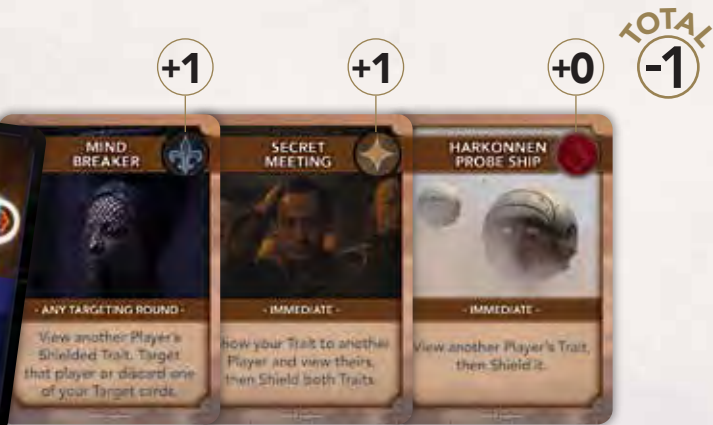 TOTAL
-1
+1
+1
+0
MIND
BREAKER
- ANY TARGETING ROUND -
View another Player's
Shielded Trait. Target
that player or discard one
of your Target cards.
SECRET
MEETING
- IMMEDIATE -
how your Trait to another
Player and view theirs,
then Shield both Traits.
HARKONNEN
PROBE SHIP
- IMMEDIATE -
View another Player's Trait,
then Shield it.